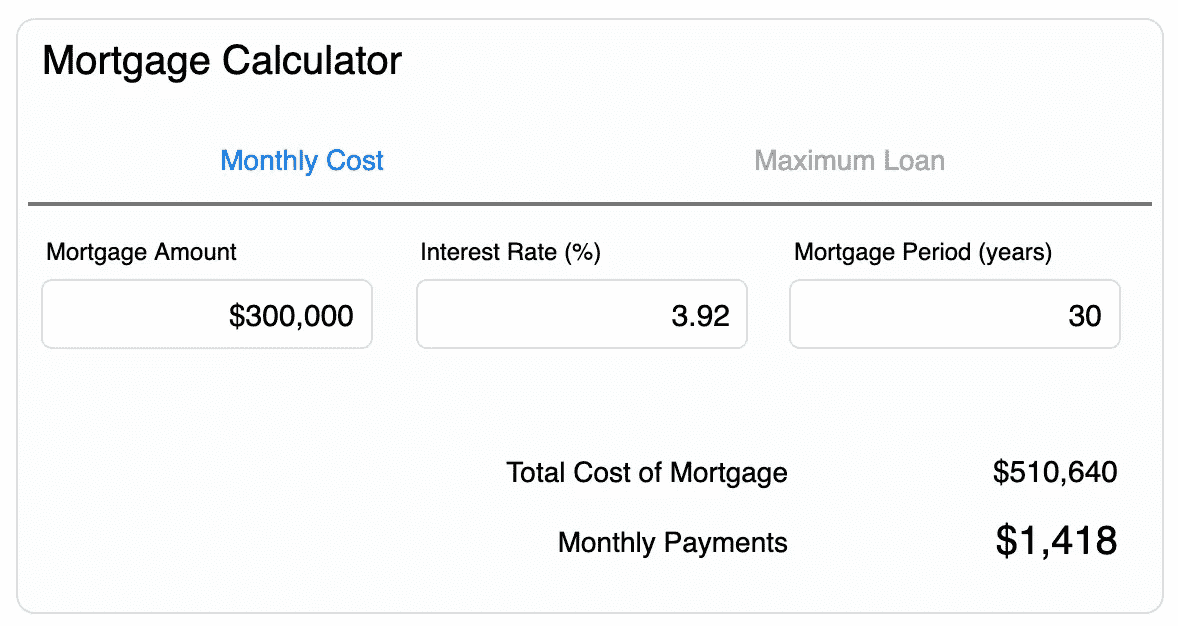 Mortgage Calculator
Monthly Cost Maximum Loan
Mortgage Amount Interest Rate (%) Mortgage Period (years)
$300,000 3.92 30
Total Cost of Mortgage $510,640
Monthly Payments $1,418